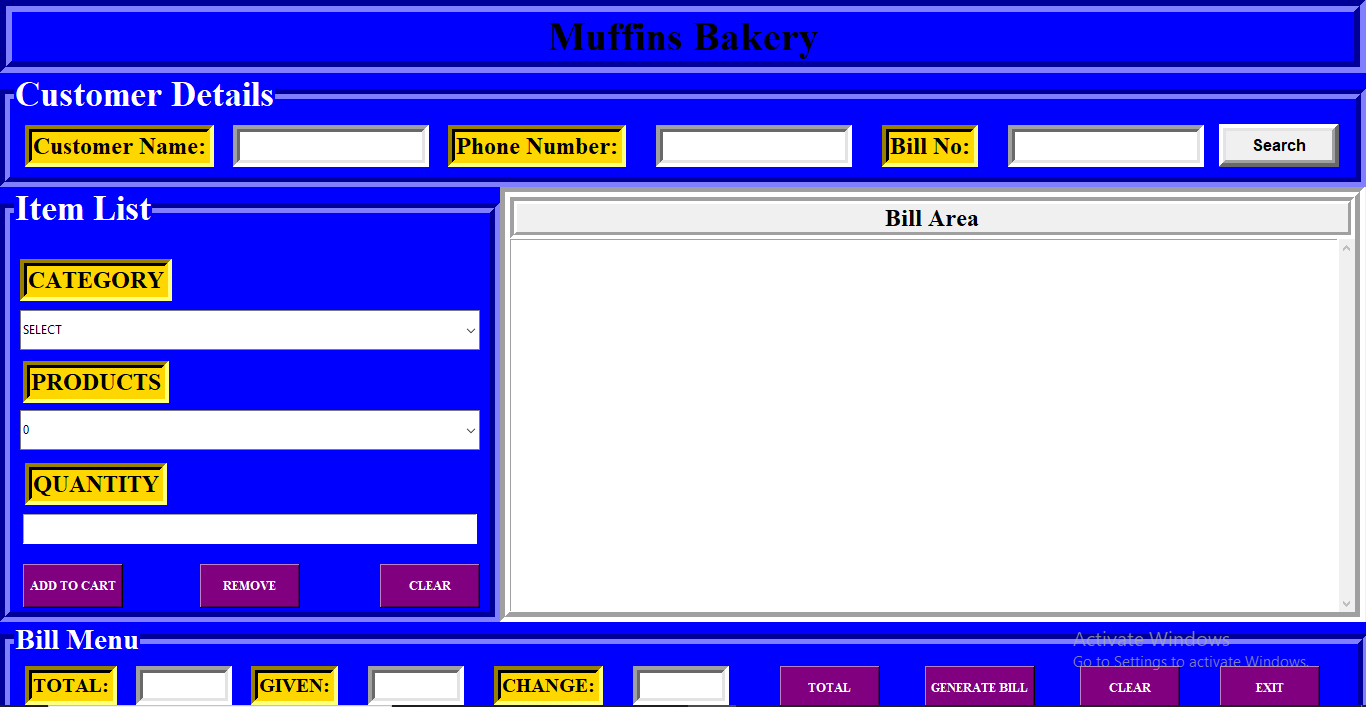 Muffins Bakery
Customer Details
Customer Name: Phone Number: Bill No: Search
Item List
Bill Area
CATEGORY
SELECT
PRODUCTS
0
QUANTITY
ADD TO CART REMOVE CLEAR
Bill Menu
Activate Windows
Go to Settings to activate Windows.
TOTAL: GIVEN: CHANGE: TOTAL GENERATE BILL CLEAR EXIT